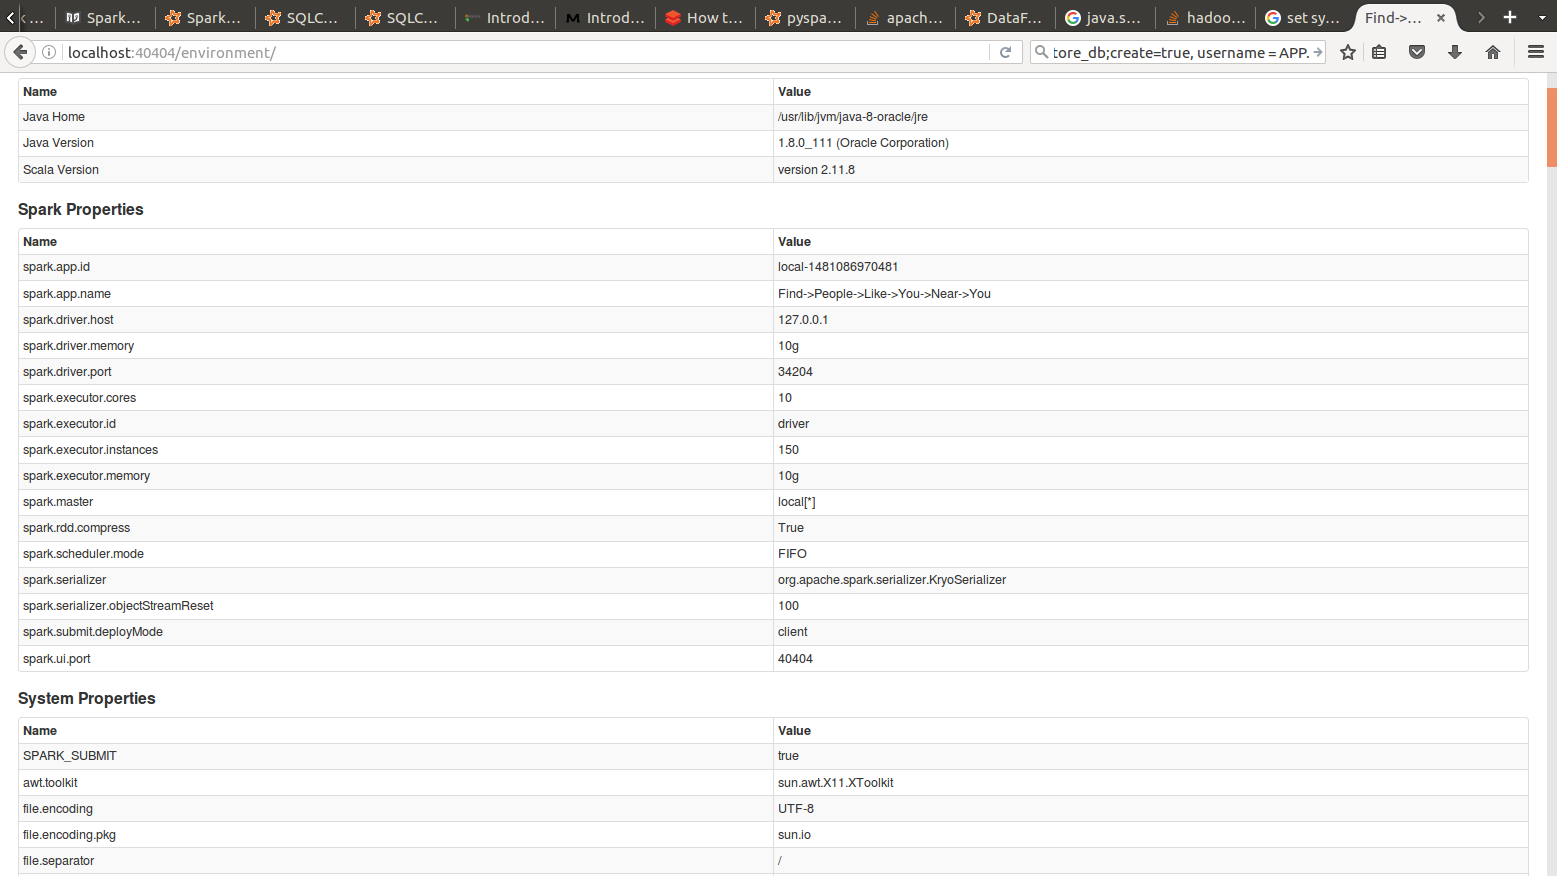 Spark...
Spark...
SQLC...
SQLC...
Introd...
Introd...
How t...
pyspa...
apach...
DataF...
java.s...
hadoo...
set sy...
Find->...
localhost:40404/environment/
tore_db;create=true, username = APP.
Name Value
Java Home /usr/lib/jvm/java-8-oracle/jre
Java Version 1.8.0_111 (Oracle Corporation)
Scala Version version 2.11.8
Spark Properties
Name Value
spark.app.id local-1481086970481
spark.app.name Find->People->Like->You->Near->You
spark.driver.host 127.0.0.1
spark.driver.memory 10g
spark.driver.port 34204
spark.executor.cores 10
spark.executor.id driver
spark.executor.instances 150
spark.executor.memory 10g
spark.master local[*]
spark.rdd.compress True
spark.scheduler.mode FIFO
spark.serializer org.apache.spark.serializer.KryoSerializer
spark.serializer.objectStreamReset 100
spark.submit.deployMode client
spark.ui.port 40404
System Properties
Name Value
SPARK_SUBMIT true
awt.toolkit sun.awt.X11.XToolkit
file.encoding UTF-8
file.encoding.pkg sun.io
file.separator /